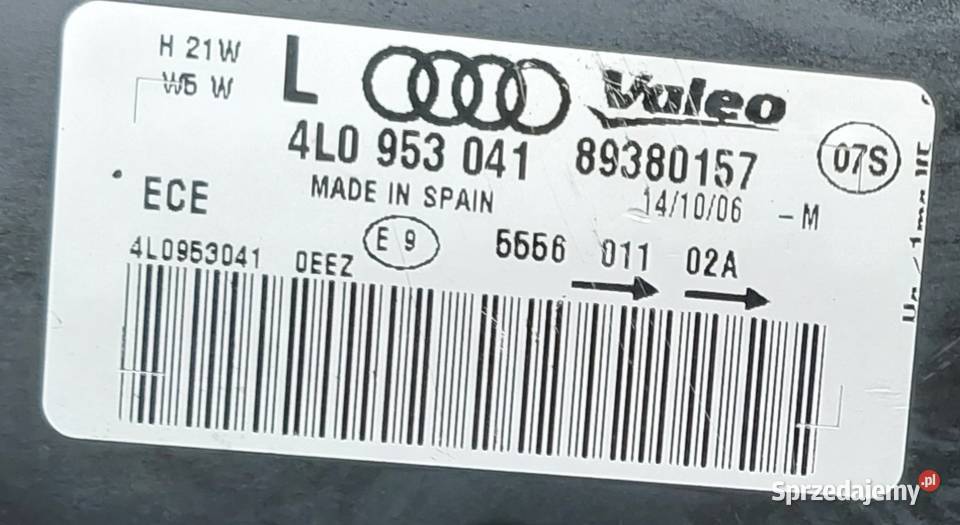 H 21W
W5 W
L
Valeo
4L0 953 041 89380157
07S
MADE IN SPAIN
14/10/06 - M
ECE
E 9
5556 011 02A
4L0953041 0EEZ
Sprzedajemy.pl